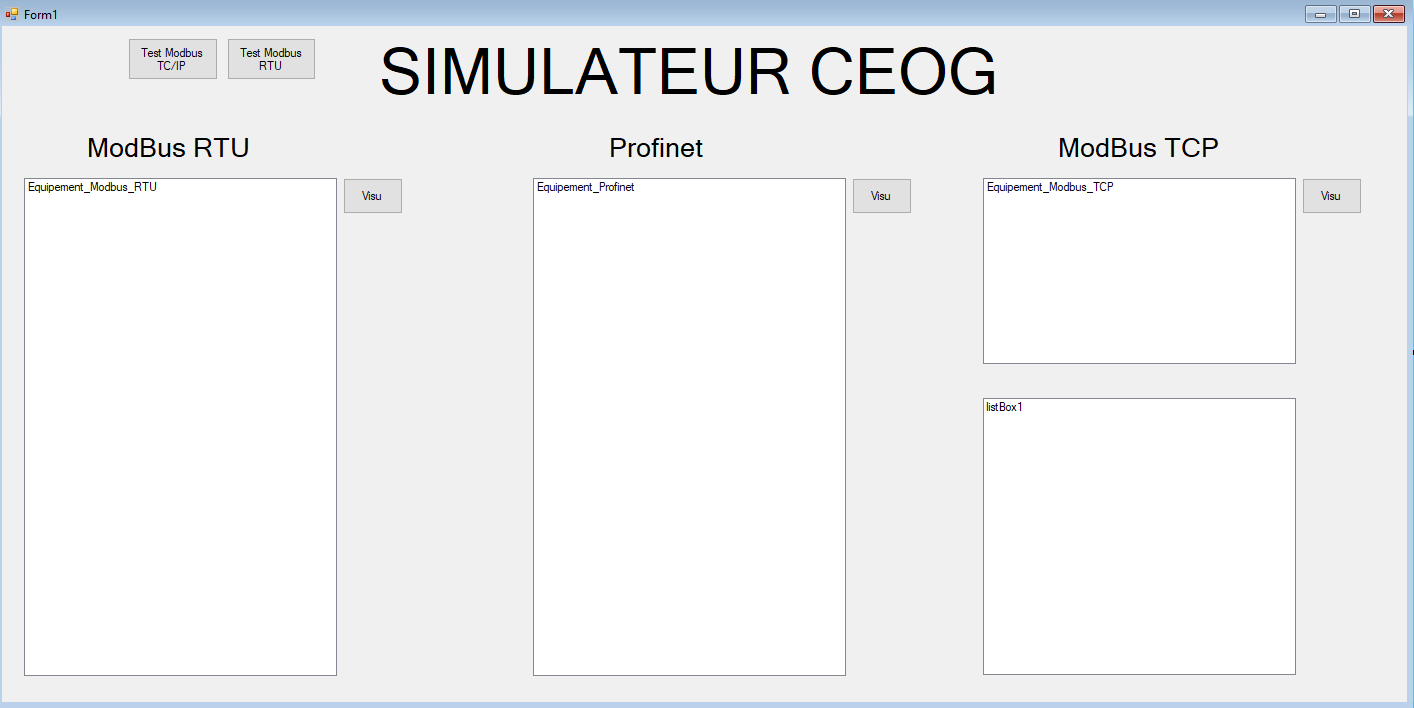 Form1
Test Modbus
TC/IP
Test Modbus
RTU
SIMULATEUR CEOG
ModBus RTU
Profinet
ModBus TCP
Equipement_Modbus_RTU
Visu
Equipement_Profinet
Visu
Equipement_Modbus_TCP
Visu
listBox1